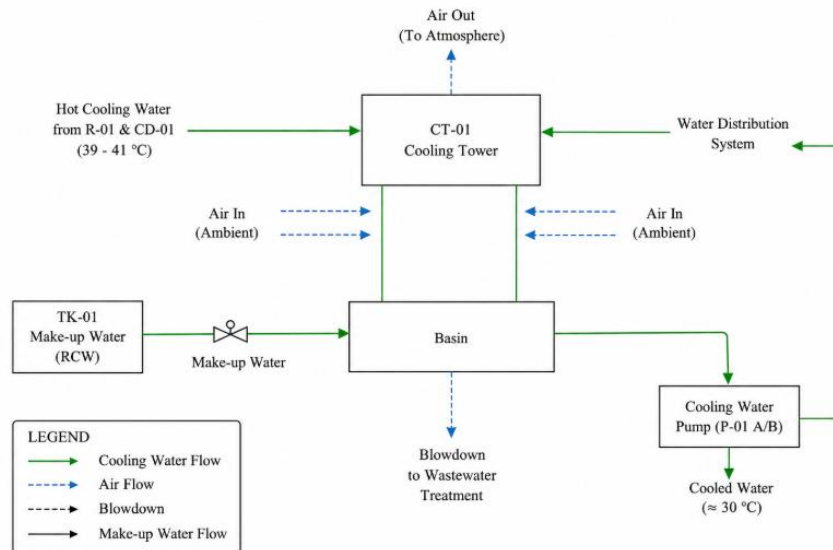 Air Out
(To Atmosphere)
Hot Cooling Water
from R-01 & CD-01
(39 - 41 °C)
CT-01
Cooling Tower
Water Distribution
System
Air In
(Ambient)
Air In
(Ambient)
TK-01
Make-up Water
(RCW)
Make-up Water
Basin
Cooling Water
Pump (P-01 A/B)
Blowdown
to Wastewater
Treatment
Cooled Water
(≈ 30 °C)
LEGEND
Cooling Water Flow
Air Flow
Blowdown
Make-up Water Flow